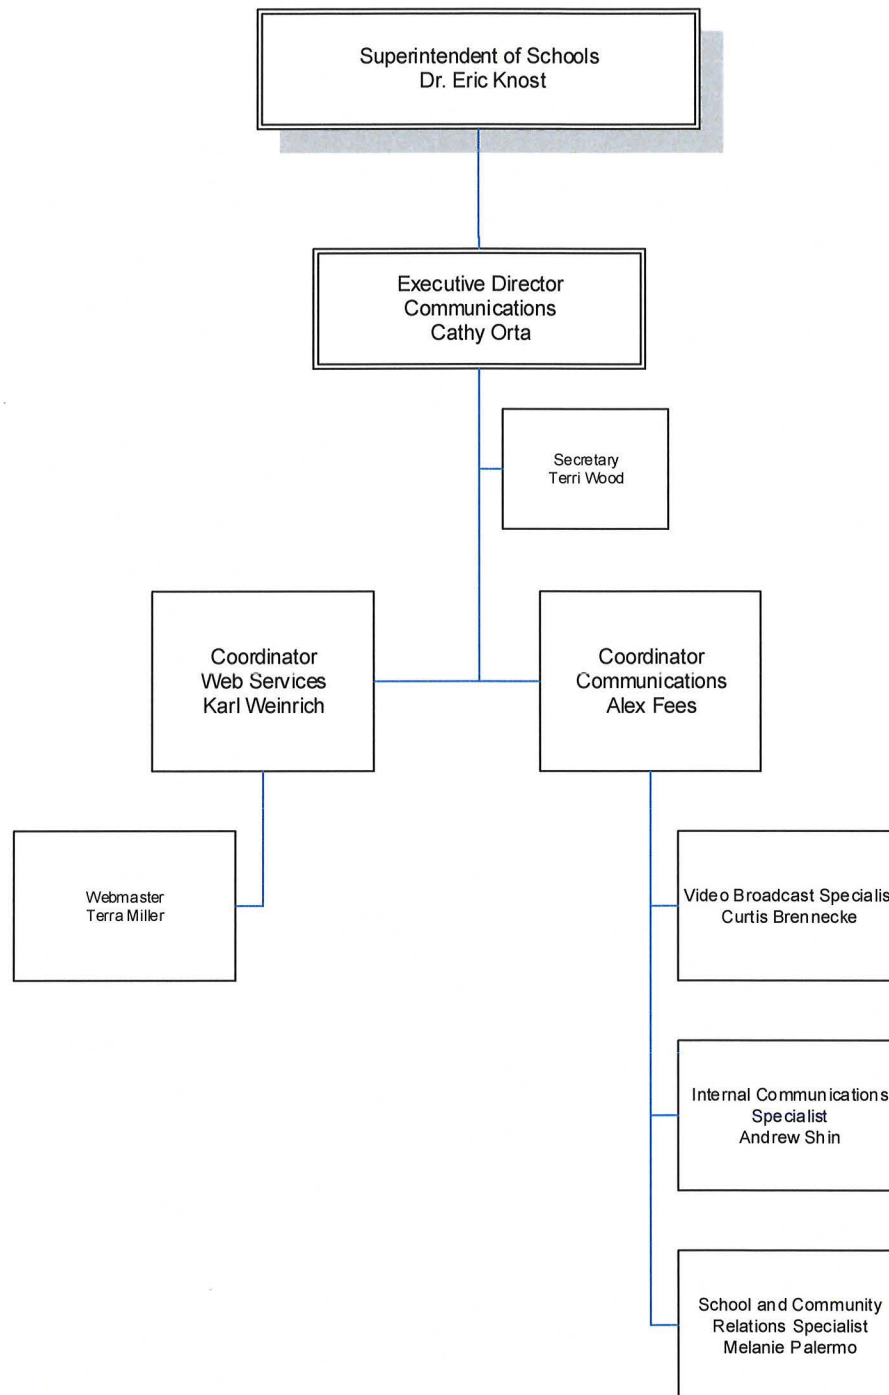 Superintendent of Schools
Dr. Eric Knost
Executive Director
Communications
Cathy Orta
Secretary
Terri Wood
Coordinator
Web Services
Karl Weinrich
Coordinator
Communications
Alex Fees
Webmaster
Terra Miller
Video Broadcast Specialis
Curtis Brennecke
Internal Communications
Specialist
Andrew Shin
School and Community
Relations Specialist
Melanie Palermo